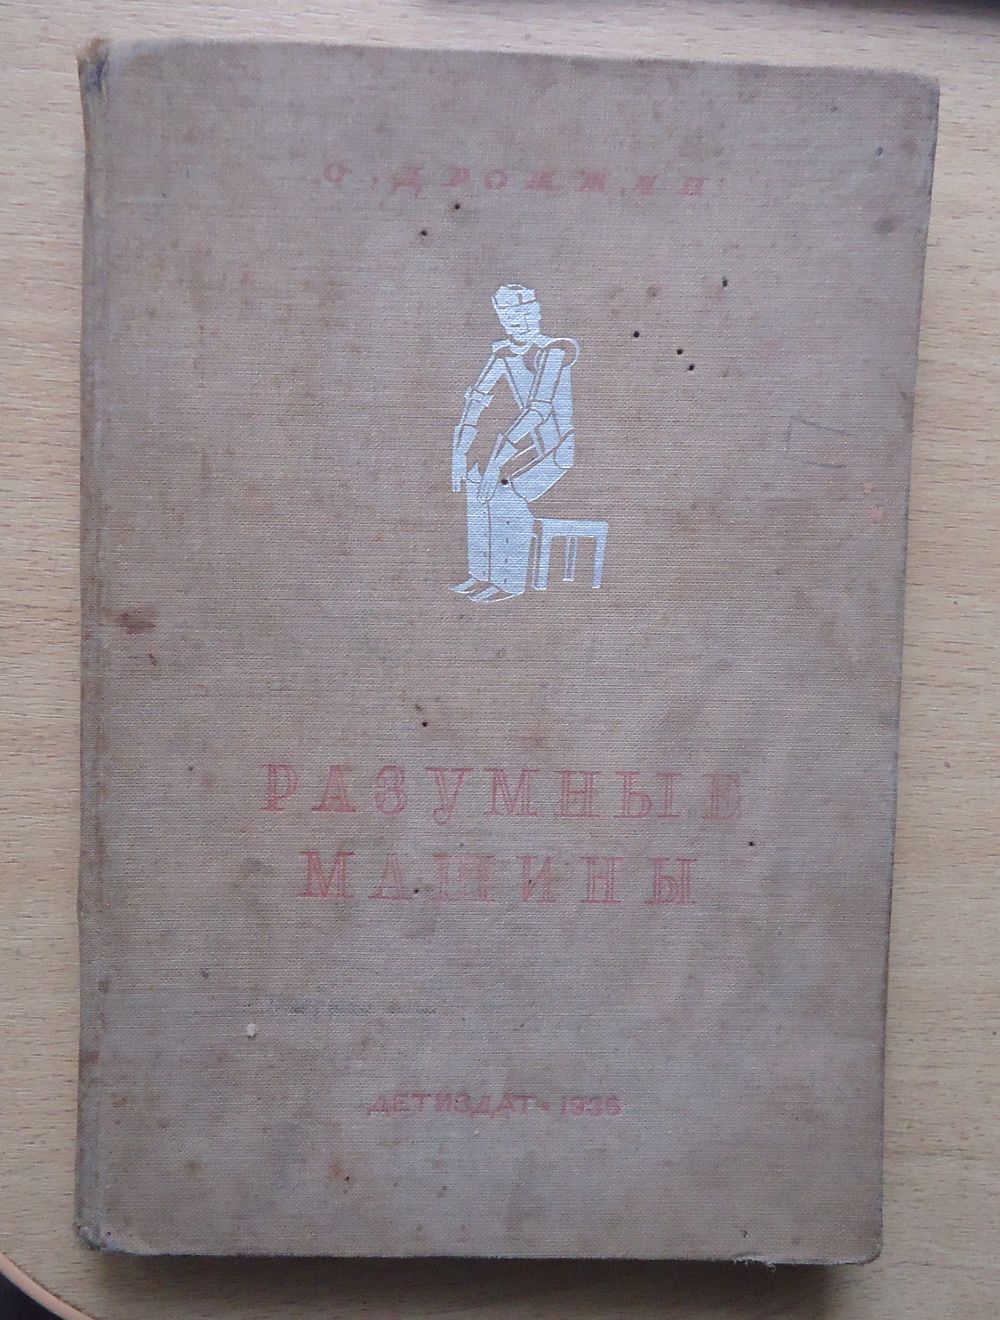 О. ДРОЖЖИН
РАЗУМНЫЕ
МАШИНЫ
ДЕТИЗДАТ • 1936